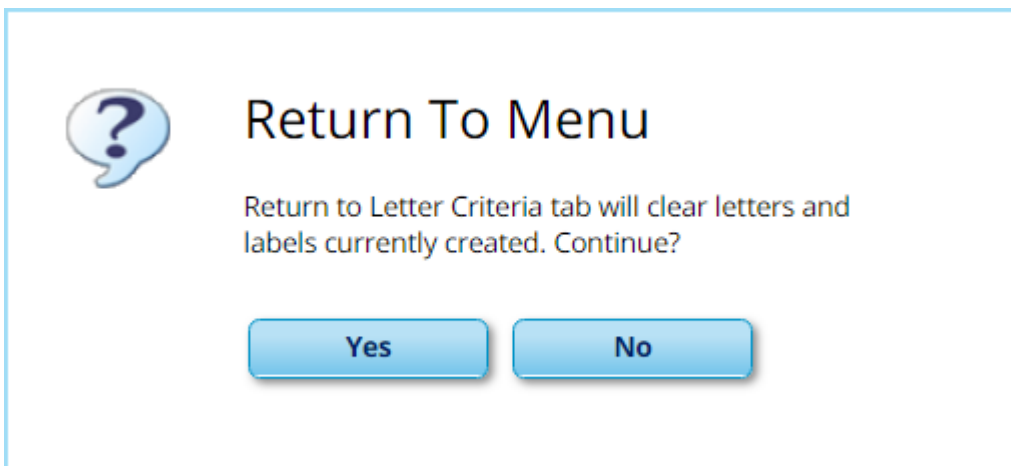 Return To Menu
Return to Letter Criteria tab will clear letters and
labels currently created. Continue?
Yes
No